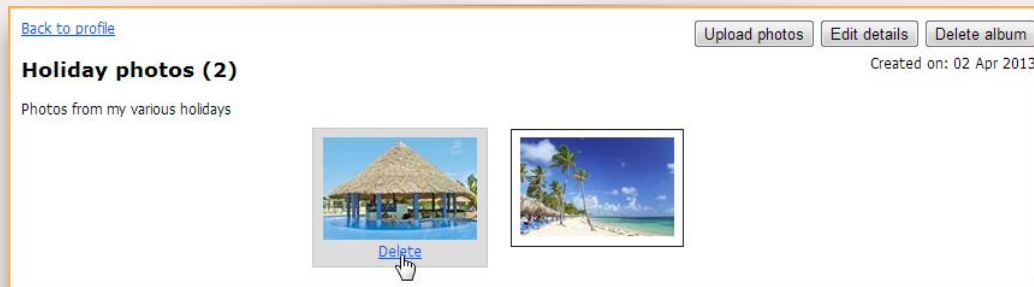 Back to profile
Upload photos Edit details Delete album
Holiday photos (2)
Created on: 02 Apr 2013
Photos from my various holidays
Delete